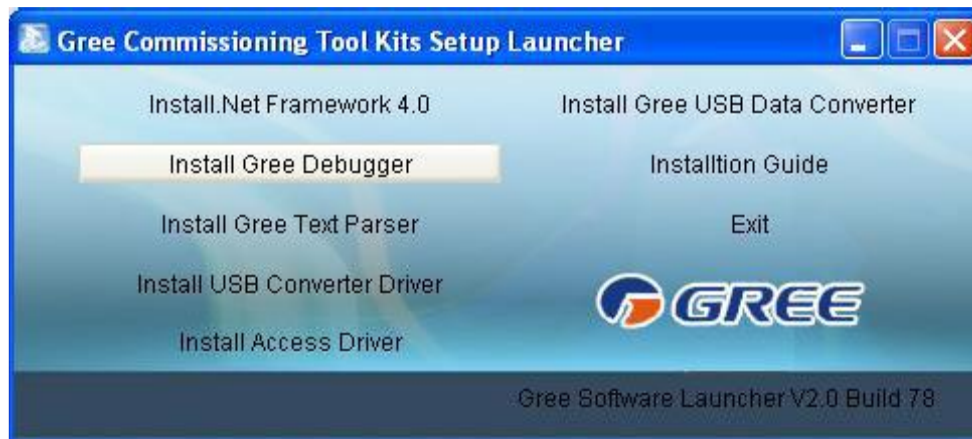 Gree Commissioning Tool Kits Setup Launcher
Install.Net Framework 4.0
Install Gree Debugger
Install Gree Text Parser
Install USB Converter Driver
Install Access Driver
Install Gree USB Data Converter
Installtion Guide
Exit
GREE
Gree Software Launcher V2.0 Build 78